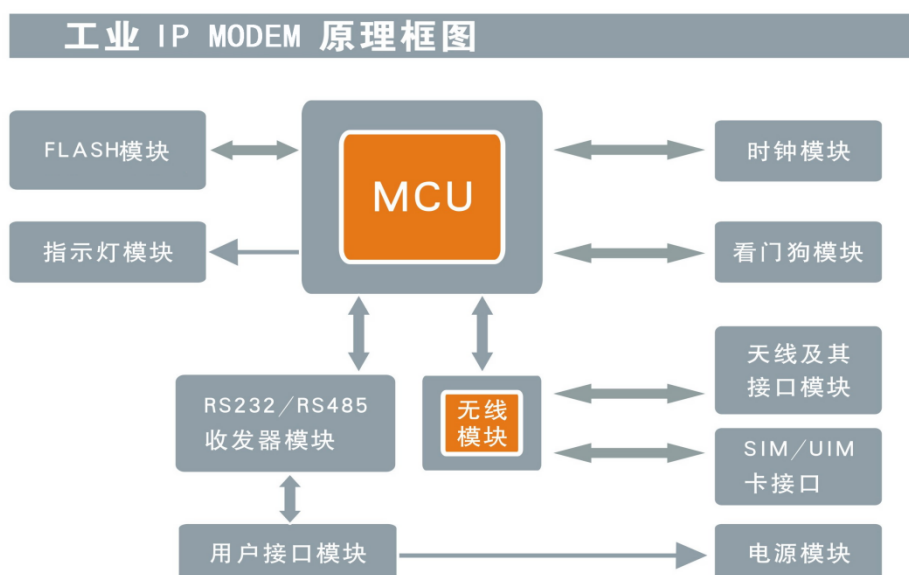 工业 IP MODEM 原理框图
FLASH模块
MCU
时钟模块
指示灯模块
看门狗模块
天线及其
接口模块
RS232/RS485
收发器模块
无线
模块
SIM/UIM
卡接口
用户接口模块
电源模块